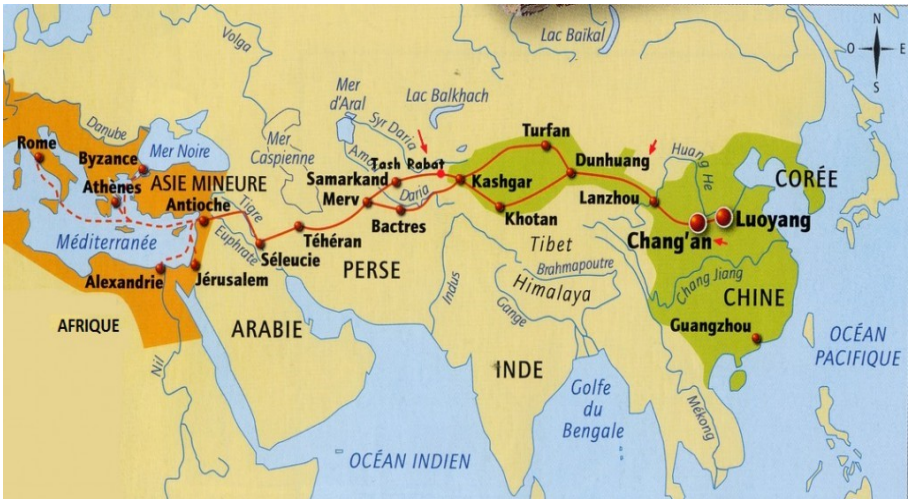 Lac Baïkal
N
O
E
S
Volga
Mer
d'Aral
Lac Balkhach
Syr Daria
Danube
Mer Noire
Rome
Byzance
Athènes
ASIE MINEURE
Antioche
Mer
Caspienne
Amou
Daria
Tash Rabat
Samarkand
Merv
Bactres
Kashgar
Turfan
Khotan
Dunhuang
Huang He
Lanzhou
CORÉE
Luoyang
Chang'an
Tigre
Euphrate
Séleucie
Téhéran
Méditerranée
Alexandrie
Jérusalem
PERSE
Tibet
Brahmapoutre
Himalaya
Indus
Gange
Chang Jiang
CHINE
Guangzhou
AFRIQUE
ARABIE
Nil
INDE
Golfe
du
Bengale
Mékong
OCÉAN
PACIFIQUE
OCÉAN INDIEN